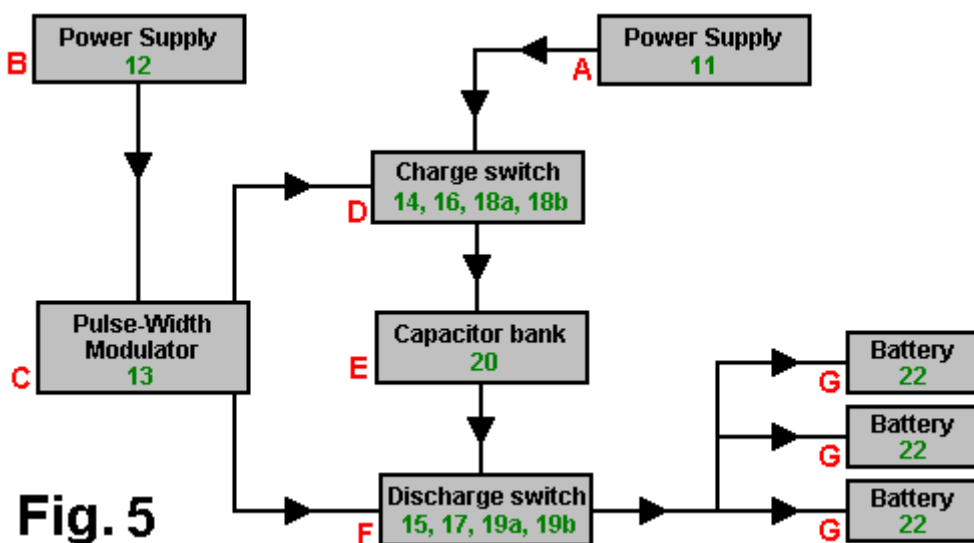 Power Supply
12
B
Power Supply
11
A
Charge switch
14, 16, 18a, 18b
D
Pulse-Width
Modulator
13
C
Capacitor bank
20
E
Battery
22
G
Battery
22
G
Discharge switch
15, 17, 19a, 19b
F
Battery
22
G
Fig. 5